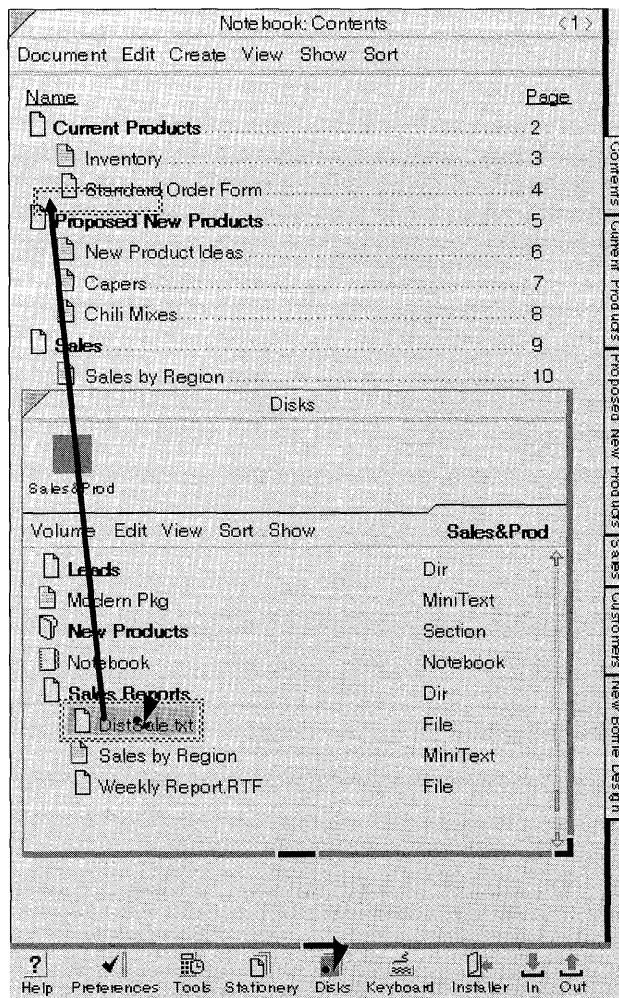 Notebook: Contents <1>
Document Edit Create View Show Sort
Name Page
Current Products 2
Inventory 3
Standard Order Form 4
Proposed New Products 5
New Product Ideas 6
Capers 7
Chili Mixes 8
Sales 9
Sales by Region 10
Disks
Sales&Prod
Volume Edit View Sort Show Sales&Prod
Leads Dir
Modern Pkg MiniText
New Products Section
Notebook Notebook
Sales Reports Dir
DistSale.txt File
Sales by Region MiniText
Weekly Report.RTF File
? Help Preferences Tools Stationery Disks Keyboard Installer In Out
Contents
Current Products
Proposed New Products
Sales
Customers
New Home Design